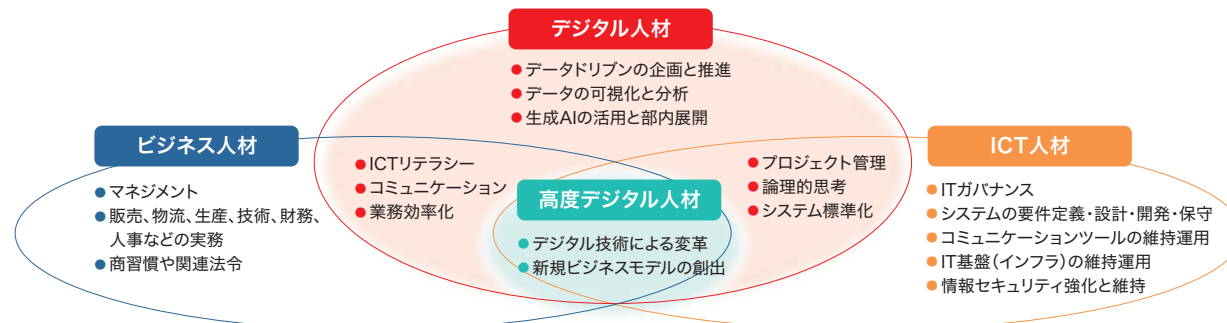 デジタル人材
●データドリブンの企画と推進
●データの可視化と分析
●生成AIの活用と部内展開
ビジネス人材
●マネジメント
●販売、物流、生産、技術、財務、
人事などの実務
●商習慣や関連法令
●ICTリテラシー
●コミュニケーション
●業務効率化
高度デジタル人材
●デジタル技術による変革
●新規ビジネスモデルの創出
●プロジェクト管理
●論理的思考
●システム標準化
ICT人材
●ITガバナンス
●システムの要件定義・設計・開発・保守
●コミュニケーションツールの維持運用
●IT基盤(インフラ)の維持運用
●情報セキュリティ強化と維持